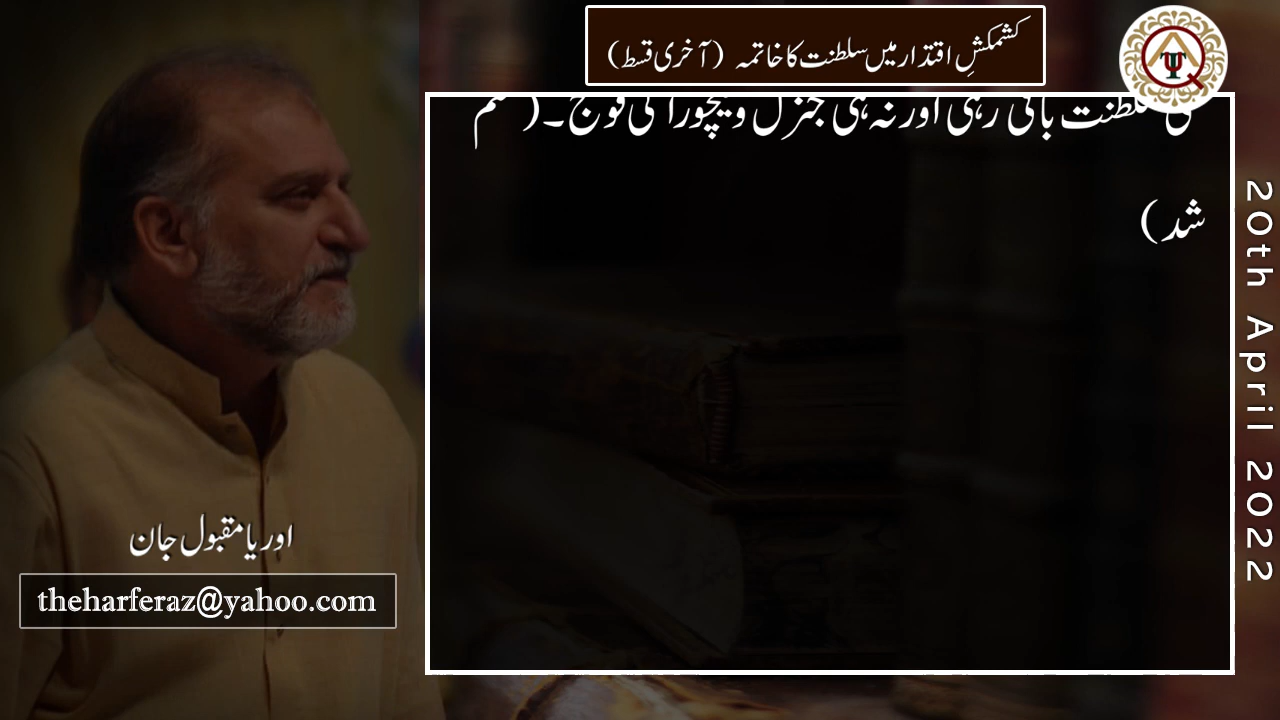 کشمکشِ اقتدار میں سلطنت کا خاتمہ (آخری قسط)
سلطنت باقی رہی اور نہ ہی جنرل ویچورا کی فوج۔ (ختم
شد)
20th April 2022
اوریا مقبول جان
theharferaz@yahoo.com